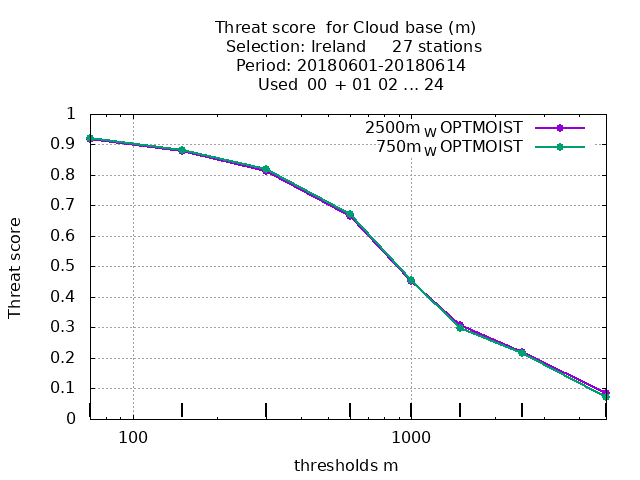 Threat score  for Cloud base (m)
Selection: Ireland     27 stations
Period: 20180601-20180614
Used  00  + 01 02 ... 24
1
0.9
0.8
0.7
0.6
0.5
0.4
0.3
0.2
0.1
0
Threat score
2500m W OPTMOIST
750m W OPTMOIST
100
1000
thresholds m